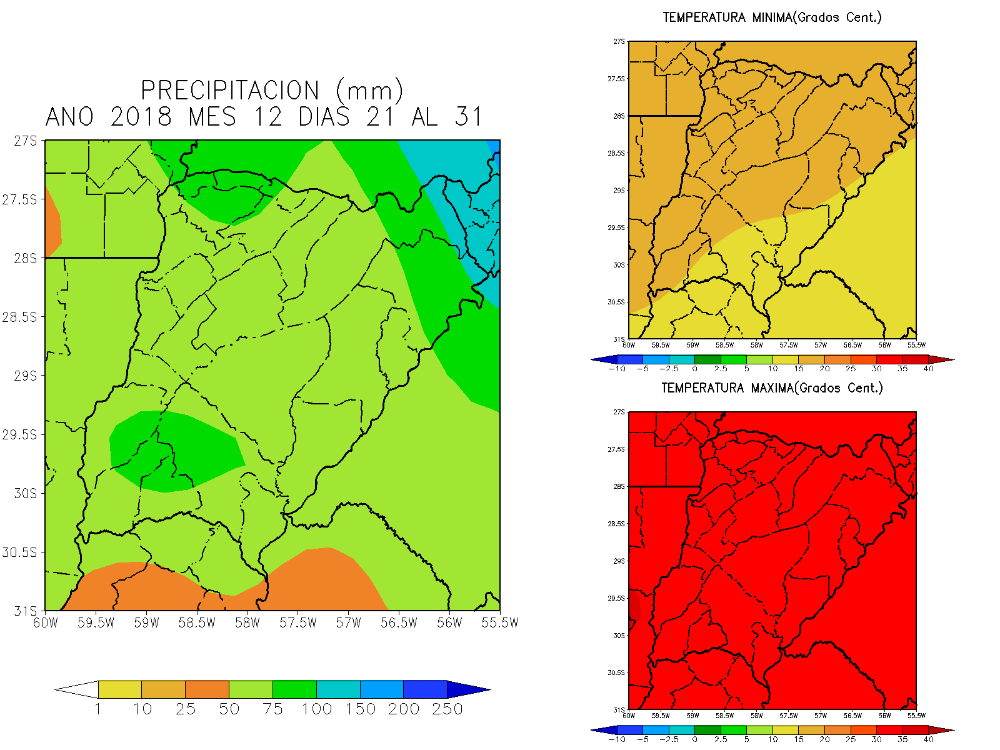 PRECIPITACION (mm)
ANO 2018 MES 12 DIAS 21 AL 31
27S
27.5S
28S
28.5S
29S
29.5S
30S
30.5S
31S
60W 59.5W 59W 58.5W 58W 57.5W 57W 56.5W 56W 55.5W
1 10 25 50 75 100 150 200 250
TEMPERATURA MINIMA(Grados Cent.)
27S
27.5S
28S
28.5S
29S
29.5S
30S
30.5S
31S
60W 59.5W 59W 58.5W 58W 57.5W 57W 56.5W 56W 55.5W
-10 -5 -2.5 0 2.5 5 10 15 20 25 30 35 40
TEMPERATURA MAXIMA(Grados Cent.)
27S
27.5S
28S
28.5S
29S
29.5S
30S
30.5S
31S
60W 59.5W 59W 58.5W 58W 57.5W 57W 56.5W 56W 55.5W
-10 -5 -2.5 0 2.5 5 10 15 20 25 30 35 40